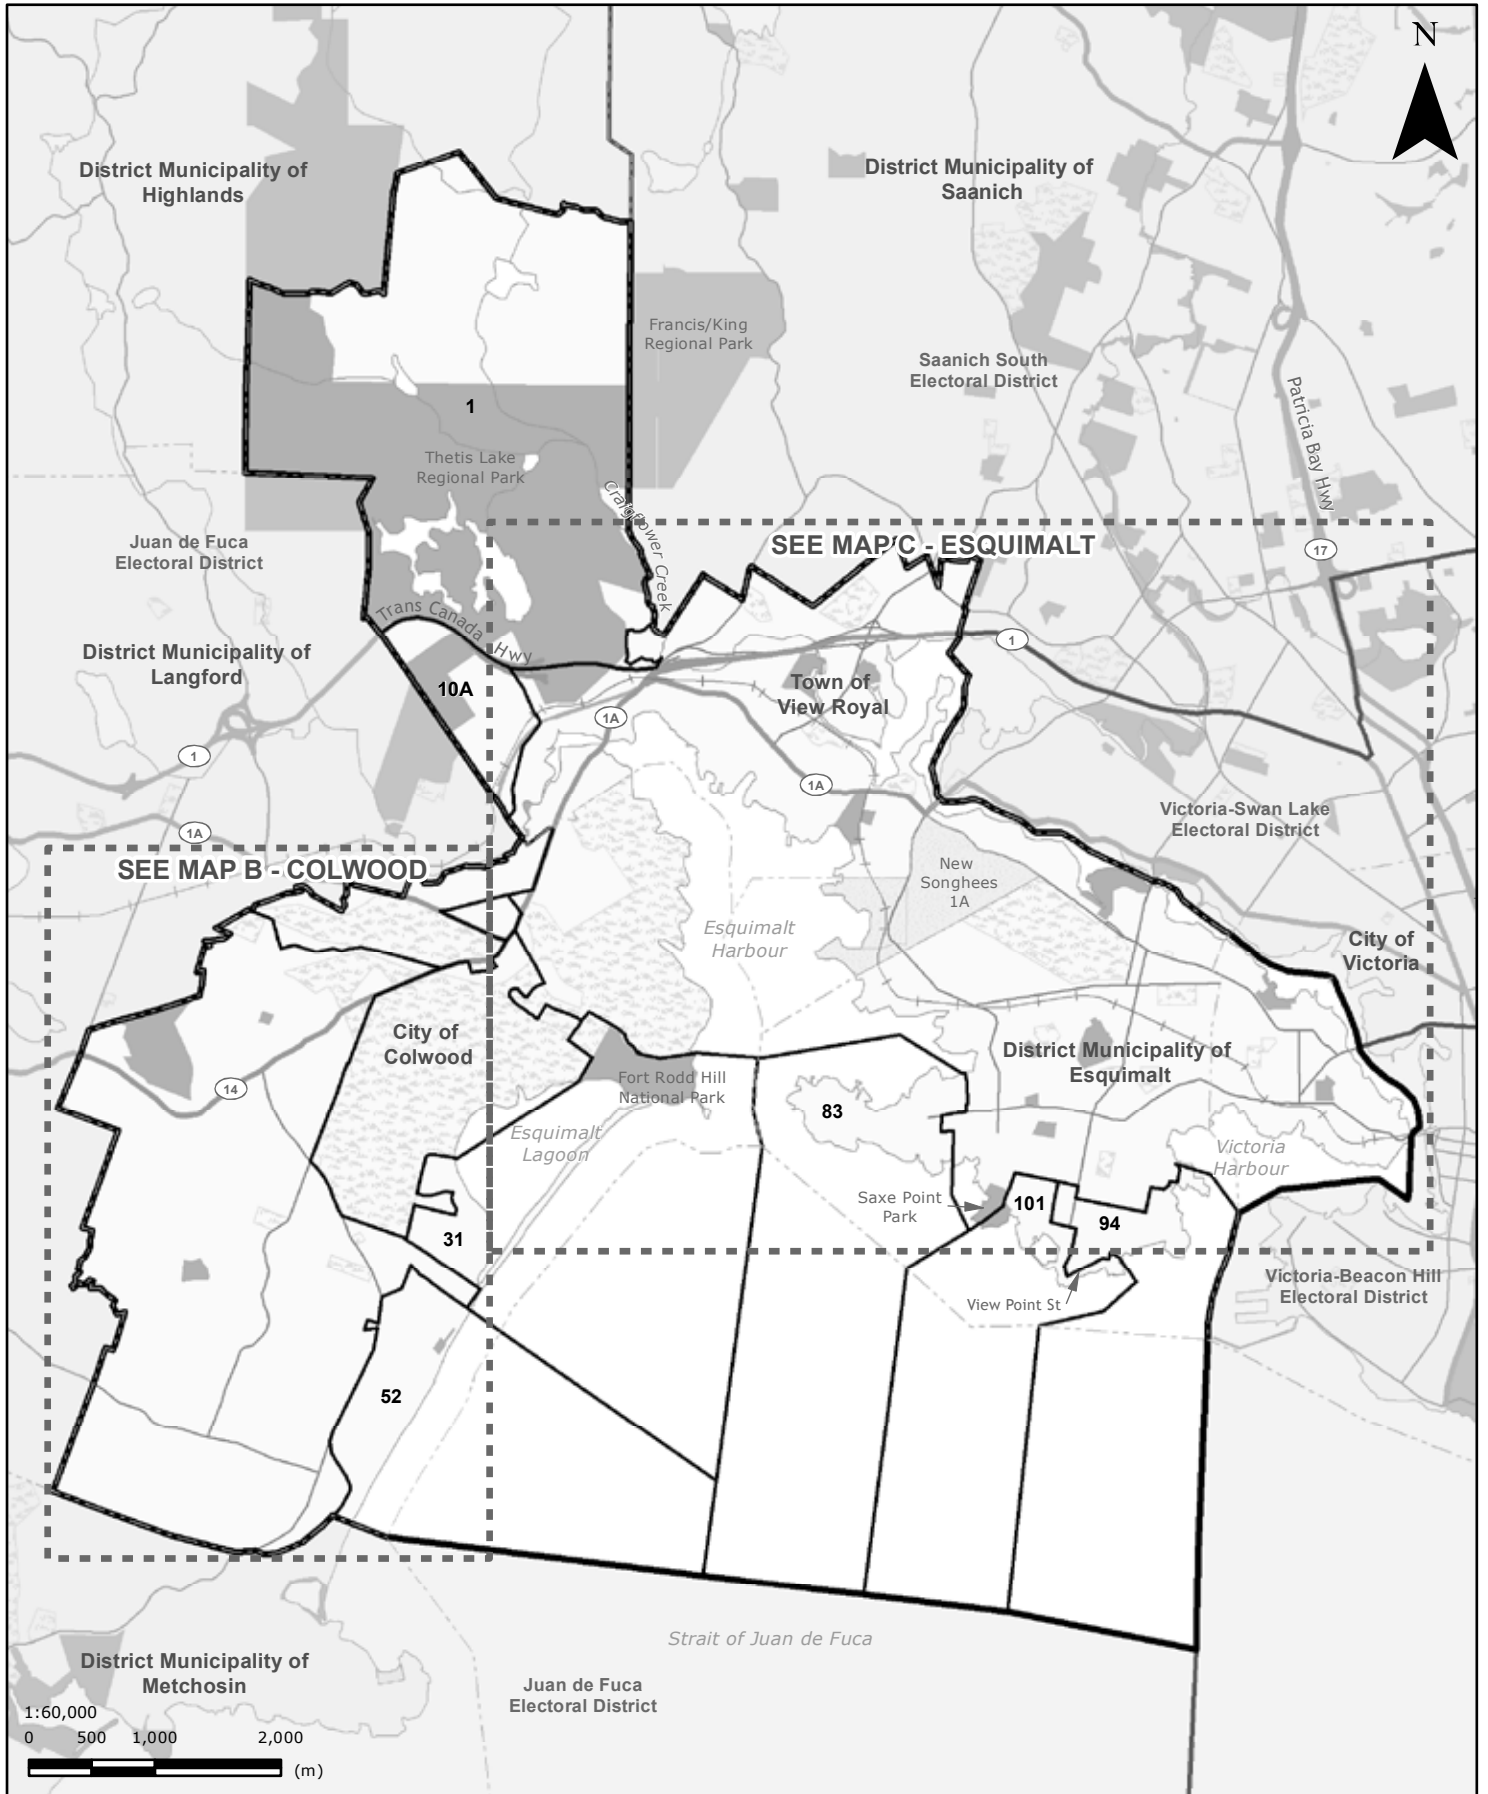 N
District Municipality of
Highlands
District Municipality of
Saanich
Francis/King
Regional Park
Saanich South
Electoral District
Patricia Bay Hwy
1
Thetis Lake
Regional Park
Craigflower Creek
Juan de Fuca
Electoral District
SEE MAP C - ESQUIMALT
17
Trans Canada Hwy
1
District Municipality of
Langford
10A
Town of
View Royal
1A
1
1A
1A
Victoria-Swan Lake
Electoral District
SEE MAP B - COLWOOD
New
Songhees
1A
Esquimalt
Harbour
City of
Victoria
City of
Colwood
District Municipality of
Esquimalt
14
Fort Rodd Hill
National Park
83
Esquimalt
Lagoon
Victoria
Harbour
Saxe Point
Park
101
94
31
View Point St
Victoria-Beacon Hill
Electoral District
52
Strait of Juan de Fuca
District Municipality of
Metchosin
Juan de Fuca
Electoral District
1:60,000
0 500 1,000 2,000
(m)